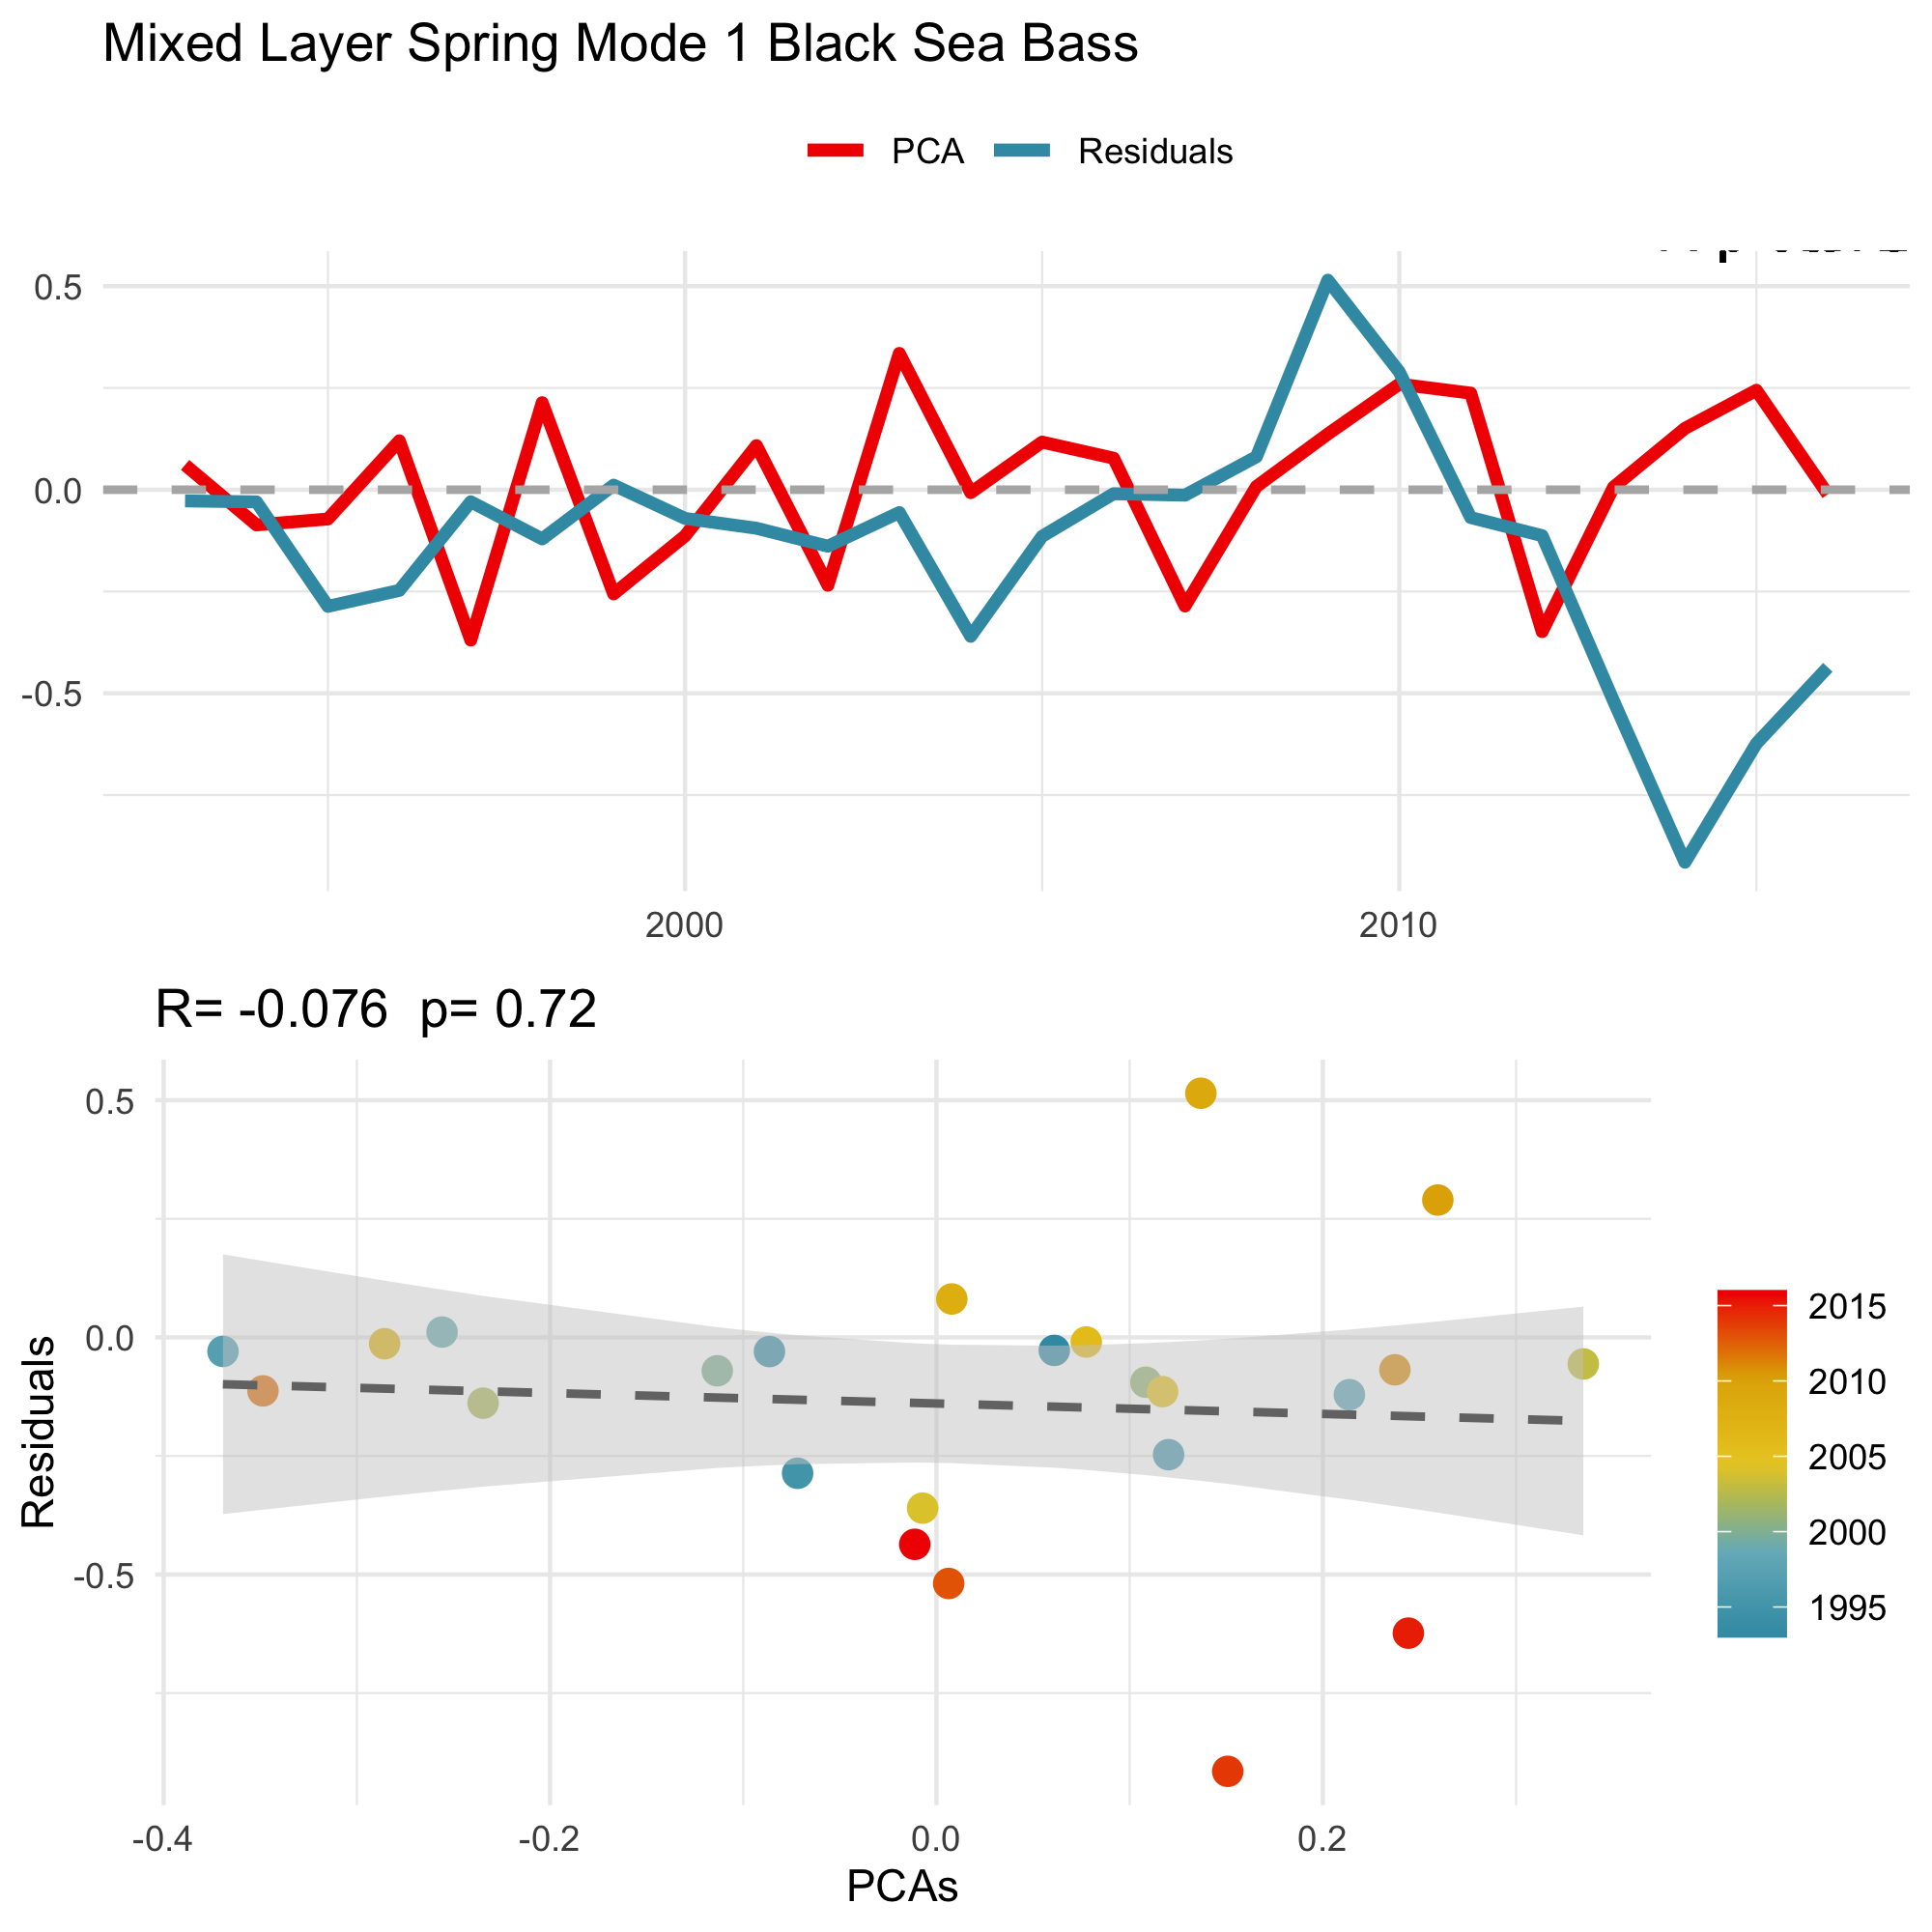 Mixed Layer Spring Mode 1 Black Sea Bass
PCA Residuals
0.5
0.0
-0.5
2000 2010
R= -0.076 p= 0.72
0.5
0.0
-0.5
Residuals
-0.4 -0.2 0.0 0.2
PCAs
2015
2010
2005
2000
1995